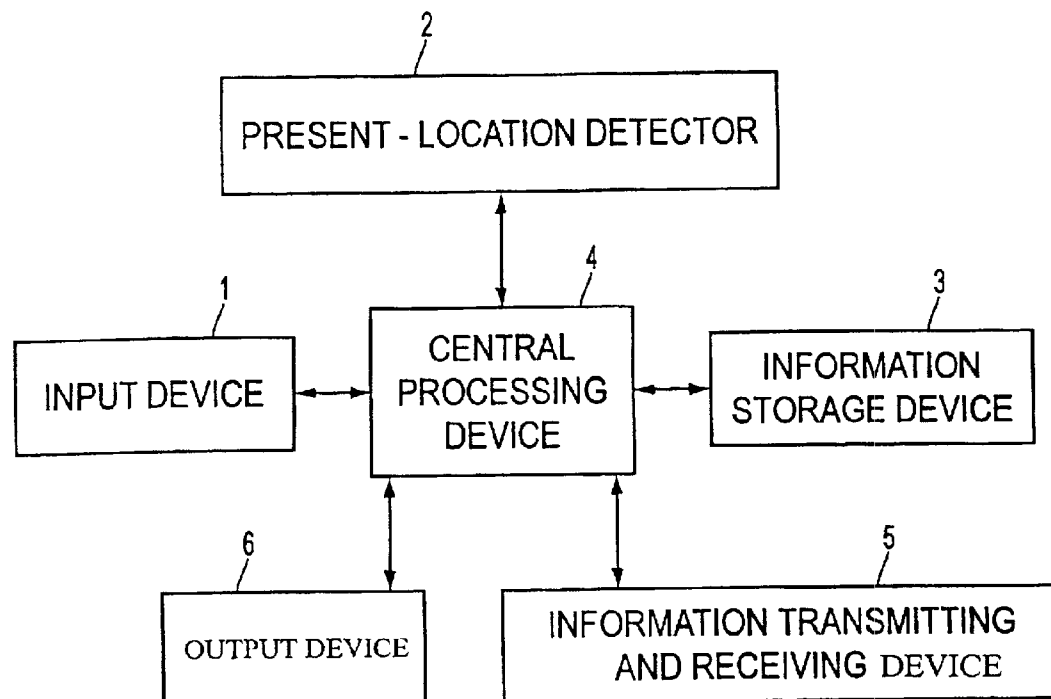 2
PRESENT - LOCATION DETECTOR
4
1
3
CENTRAL
PROCESSING
DEVICE
INPUT DEVICE
INFORMATION
STORAGE DEVICE
6
5
OUTPUT DEVICE
INFORMATION TRANSMITTING
AND RECEIVING DEVICE